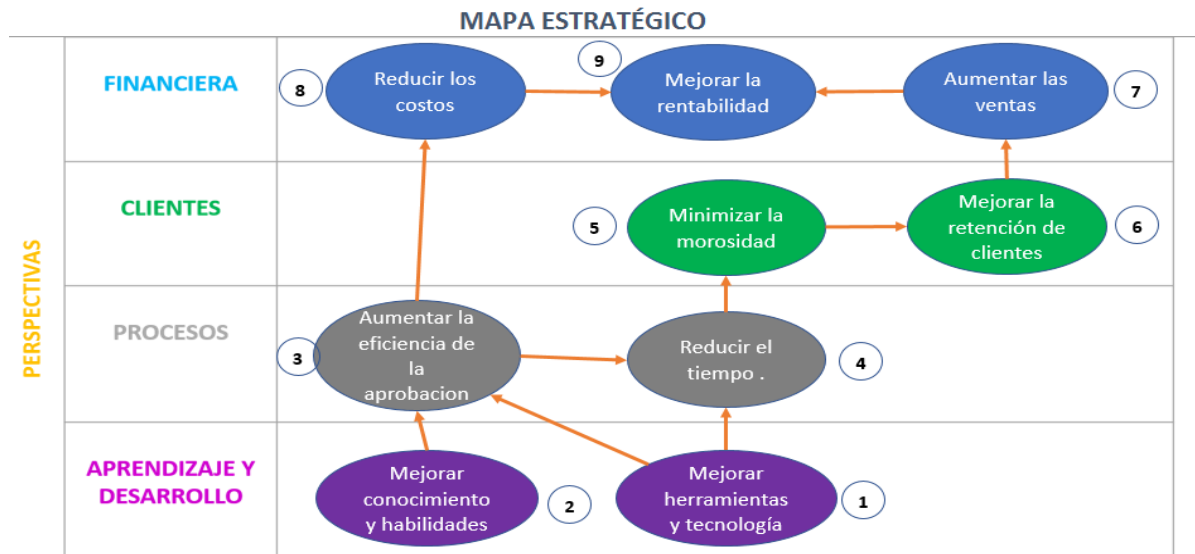 MAPA ESTRATÉGICO
PERSPECTIVAS
FINANCIERA
8
Reducir los
costos
9
Mejorar la
rentabilidad
Aumentar las
ventas
7
CLIENTES
5
Minimizar la
morosidad
Mejorar la
retención de
clientes
6
PROCESOS
3
Aumentar la
eficiencia de
la
aprobacion
Reducir el
tiempo .
4
APRENDIZAJE Y
DESARROLLO
Mejorar
conocimiento
y habilidades
2
Mejorar
herramientas
y tecnología
1